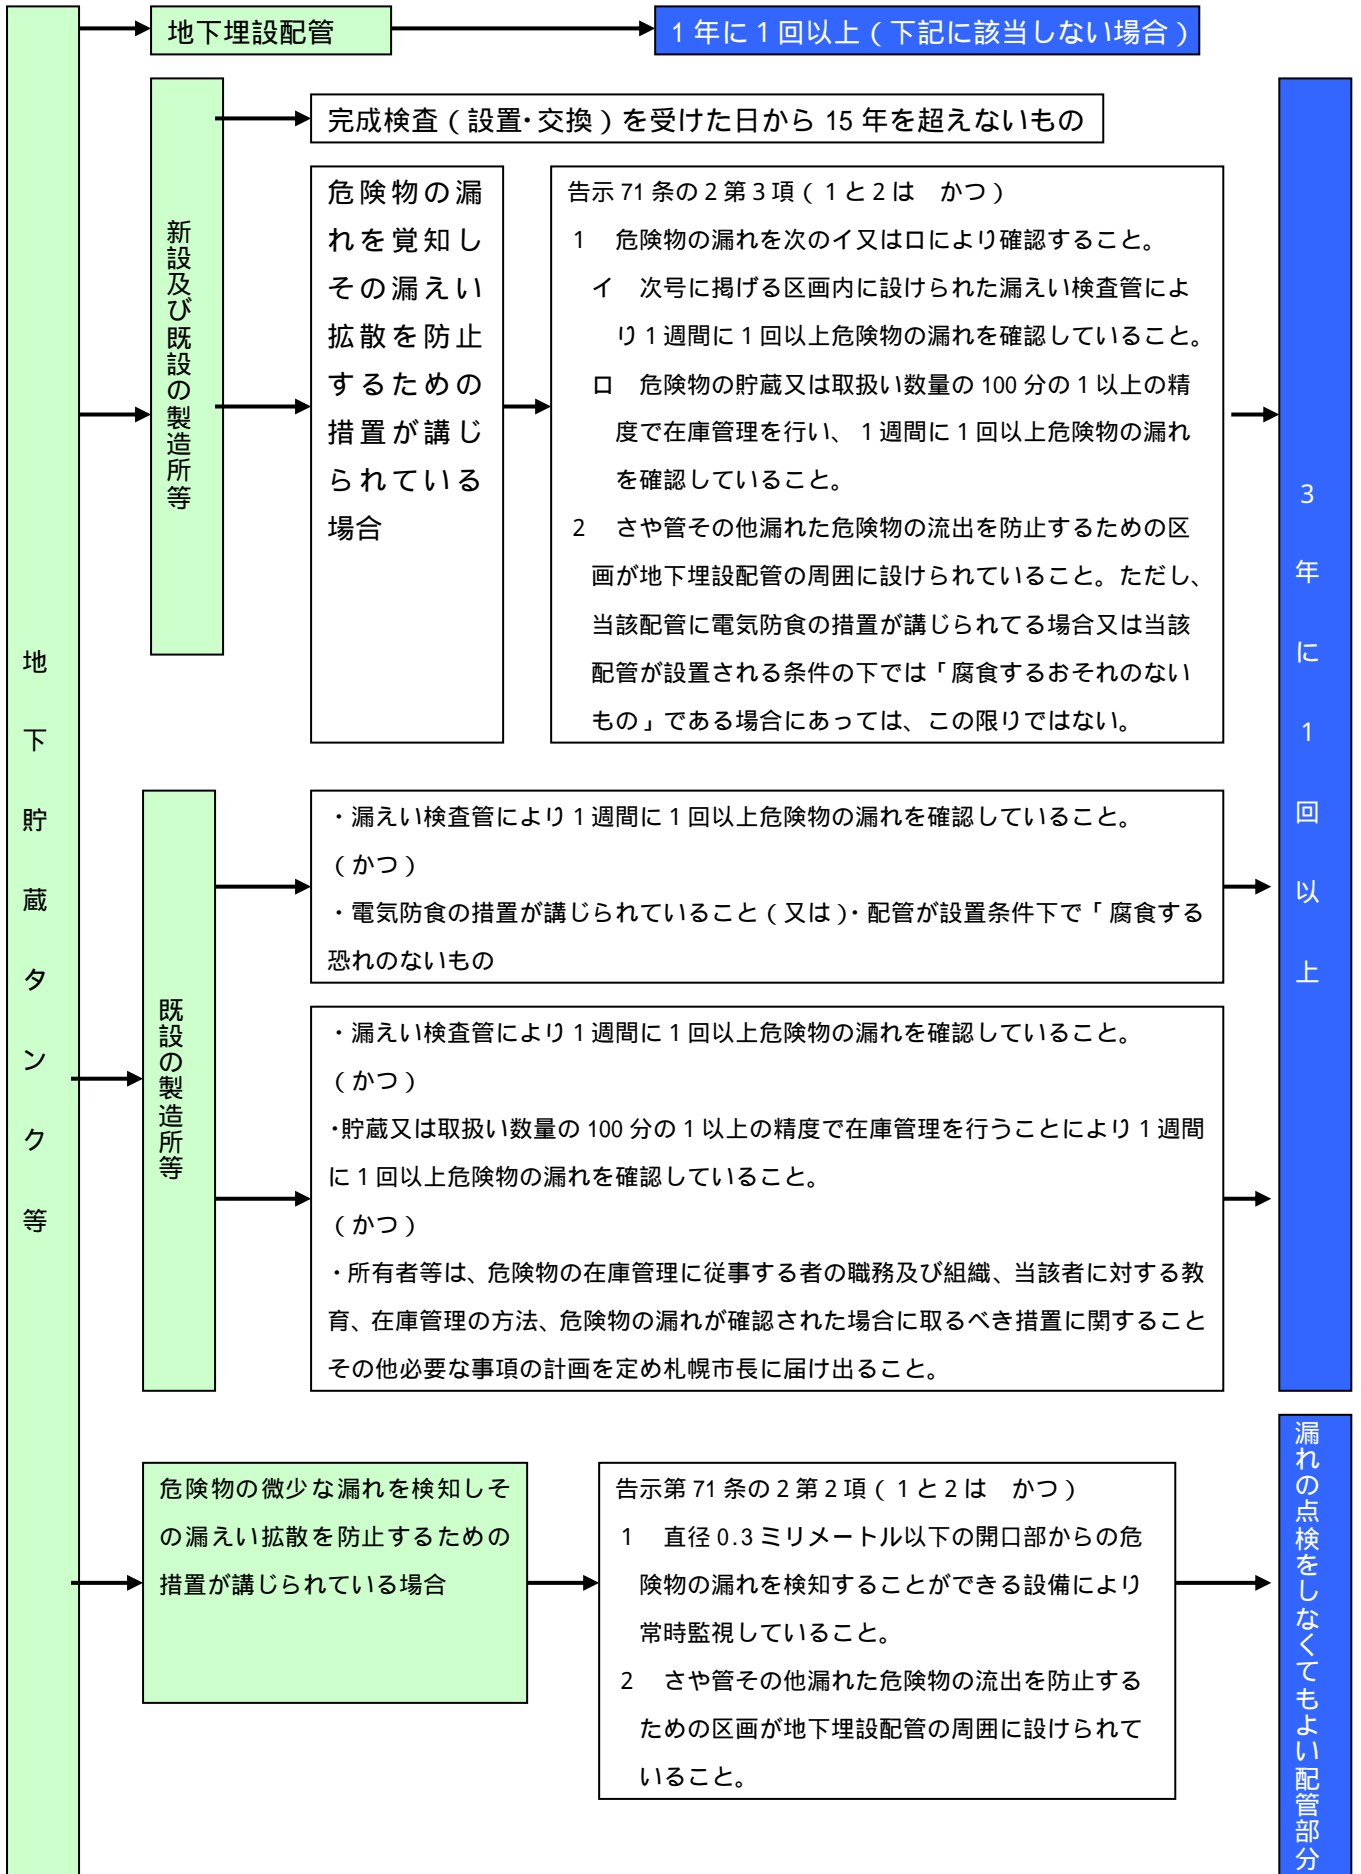 地下貯蔵タンク等
地下埋設配管
1年に1回以上(下記に該当しない場合)
新設及び既設の製造所等
完成検査(設置・交換)を受けた日から 15 年を超えないもの
危険物の漏
れを覚知し
その漏えい
拡散を防止
するための
措置が講じ
られている
場合
告示 71 条の2第3項(1と2は かつ)
1 危険物の漏れを次のイ又はロにより確認すること。
イ 次号に掲げる区画内に設けられた漏えい検査管によ
り1週間に1回以上危険物の漏れを確認していること。
ロ 危険物の貯蔵又は取扱い数量の 100 分の1以上の精
度で在庫管理を行い、1週間に1回以上危険物の漏れ
を確認していること。
2 さや管その他漏れた危険物の流出を防止するための区
画が地下埋設配管の周囲に設けられていること。ただし、
当該配管に電気防食の措置が講じられてる場合又は当該
配管が設置される条件の下では「腐食するおそれのない
もの」である場合にあっては、この限りではない。
3年に1回以上
既設の製造所等
・漏えい検査管により1週間に1回以上危険物の漏れを確認していること。
(かつ)
・電気防食の措置が講じられていること(又は)・配管が設置条件下で「腐食する
恐れのないもの
・漏えい検査管により1週間に1回以上危険物の漏れを確認していること。
(かつ)
・貯蔵又は取扱い数量の 100 分の1以上の精度で在庫管理を行うことにより1週間
に1回以上危険物の漏れを確認していること。
(かつ)
・所有者等は、危険物の在庫管理に従事する者の職務及び組織、当該者に対する教
育、在庫管理の方法、危険物の漏れが確認された場合に取るべき措置に関すること
その他必要な事項の計画を定め札幌市長に届け出ること。
危険物の微少な漏れを検知しそ
の漏えい拡散を防止するための
措置が講じられている場合
告示第 71 条の2第2項(1と2は かつ)
1 直径 0.3 ミリメートル以下の開口部からの危
険物の漏れを検知することができる設備により
常時監視していること。
2 さや管その他漏れた危険物の流出を防止する
ための区画が地下埋設配管の周囲に設けられて
いること。
漏れの点検をしなくてもよい配管部分